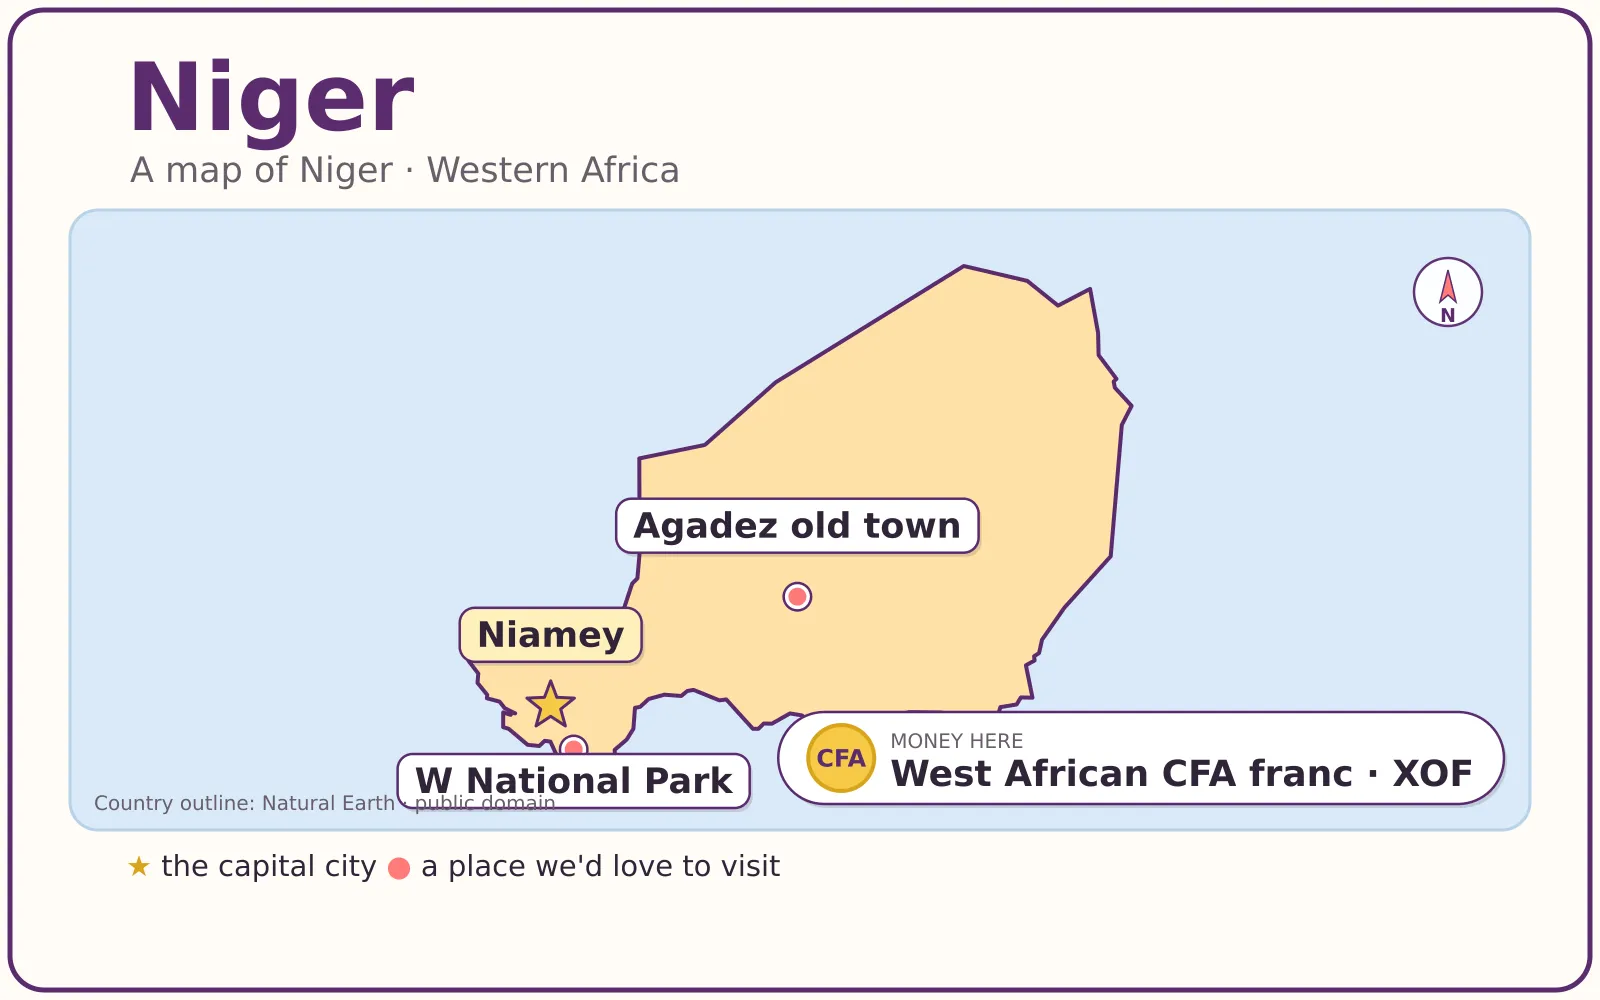 Niger
A map of Niger · Western Africa
N
Agadez old town
Niamey
CFA
MONEY HERE
West African CFA franc · XOF
W National Park
Country outline: Natural Earth · public domain
★ the capital city ● a place we'd love to visit